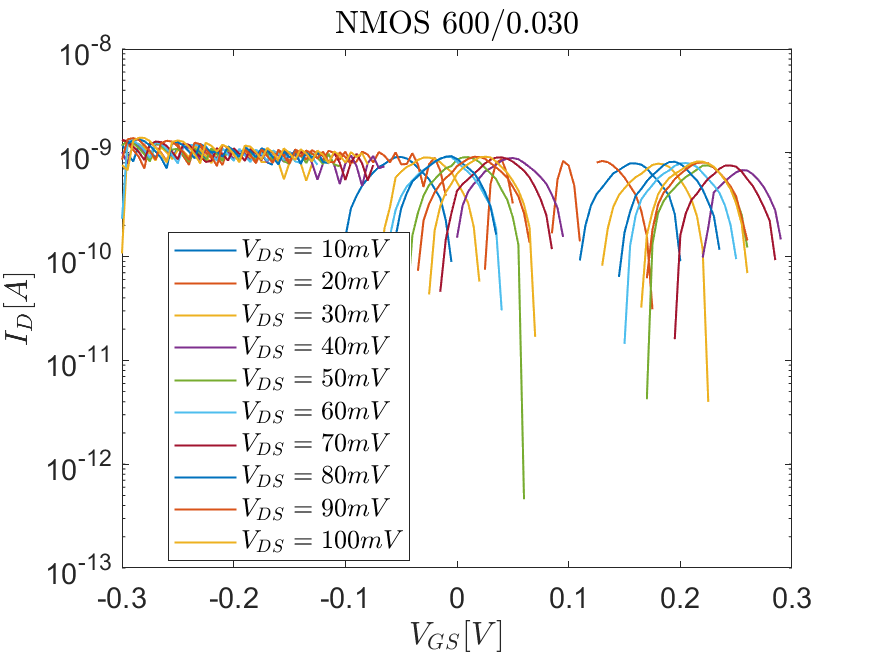 NMOS 600/0.030
10^-8
10^-9
10^-10
10^-11
10^-12
10^-13
I_D[A]
V_DS = 10mV
V_DS = 20mV
V_DS = 30mV
V_DS = 40mV
V_DS = 50mV
V_DS = 60mV
V_DS = 70mV
V_DS = 80mV
V_DS = 90mV
V_DS = 100mV
-0.3 -0.2 -0.1 0 0.1 0.2 0.3
V_GS[V]